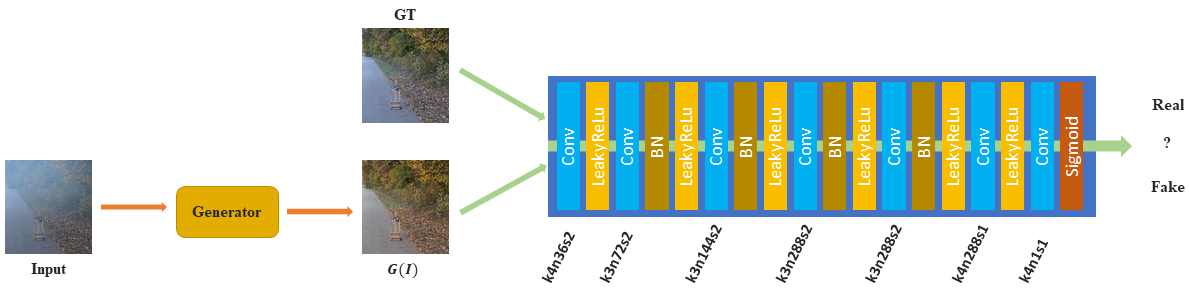 GT
Input
Generator
G(I)
Conv
LeakyReLu
Conv
BN
LeakyReLu
Conv
BN
LeakyReLu
Conv
BN
LeakyReLu
Conv
BN
LeakyReLu
Conv
LeakyReLu
Conv
Sigmoid
k4n36s2
k3n72s2
k3n144s2
k3n288s2
k3n288s2
k4n288s1
k4n1s1
Real
?
Fake